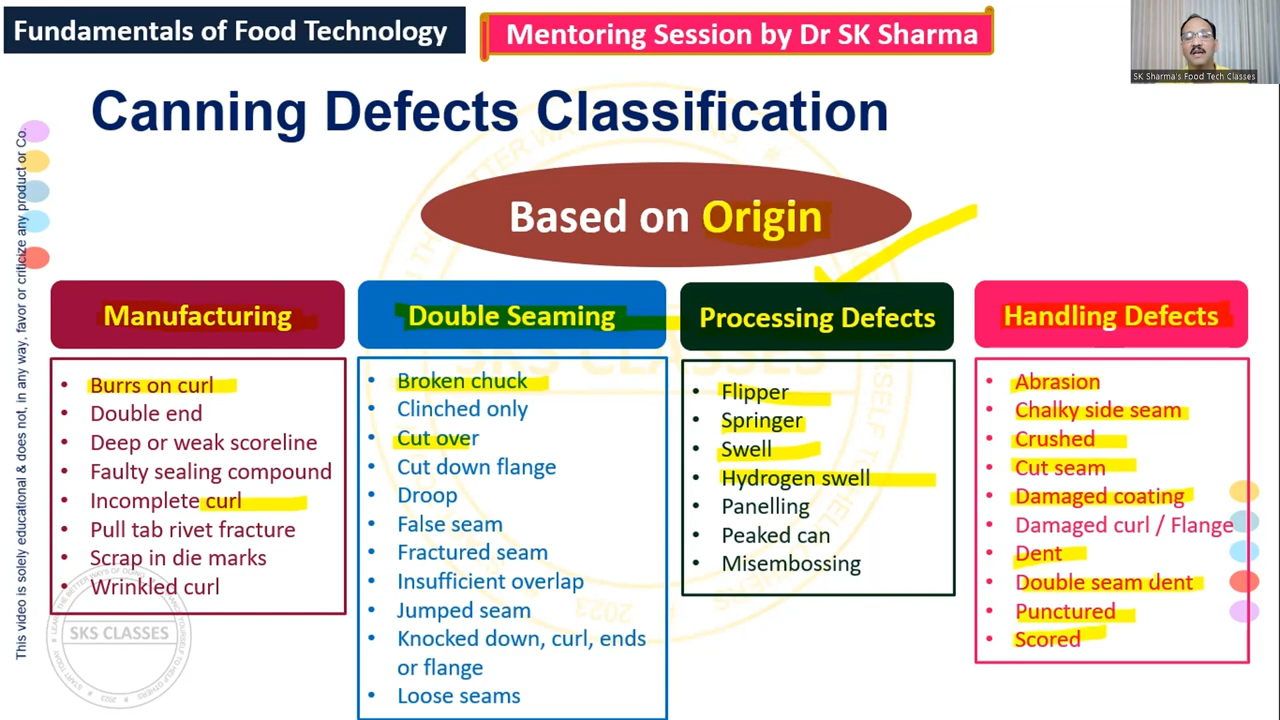 Fundamentals of Food Technology
Mentoring Session by Dr SK Sharma
SK Sharma's Food Tech Classes
Canning Defects Classification
This video is solely educational & does not, in any way, favor or criticize any product or Co.
Based on Origin
Manufacturing
• Burrs on curl
• Double end
• Deep or weak scoreline
• Faulty sealing compound
• Incomplete curl
• Pull tab rivet fracture
• Scrap in die marks
• Wrinkled curl
Double Seaming
• Broken chuck
• Clinched only
• Cut over
• Cut down flange
• Droop
• False seam
• Fractured seam
• Insufficient overlap
• Jumped seam
• Knocked down, curl, ends
or flange
• Loose seams
Processing Defects
• Flipper
• Springer
• Swell
• Hydrogen swell
• Panelling
• Peaked can
• Misembossing
Handling Defects
• Abrasion
• Chalky side seam
• Crushed
• Cut seam
• Damaged coating
• Damaged curl / Flange
• Dent
• Double seam dent
• Punctured
• Scored
SKS CLASSES
2023
SKS CLASSES
2023